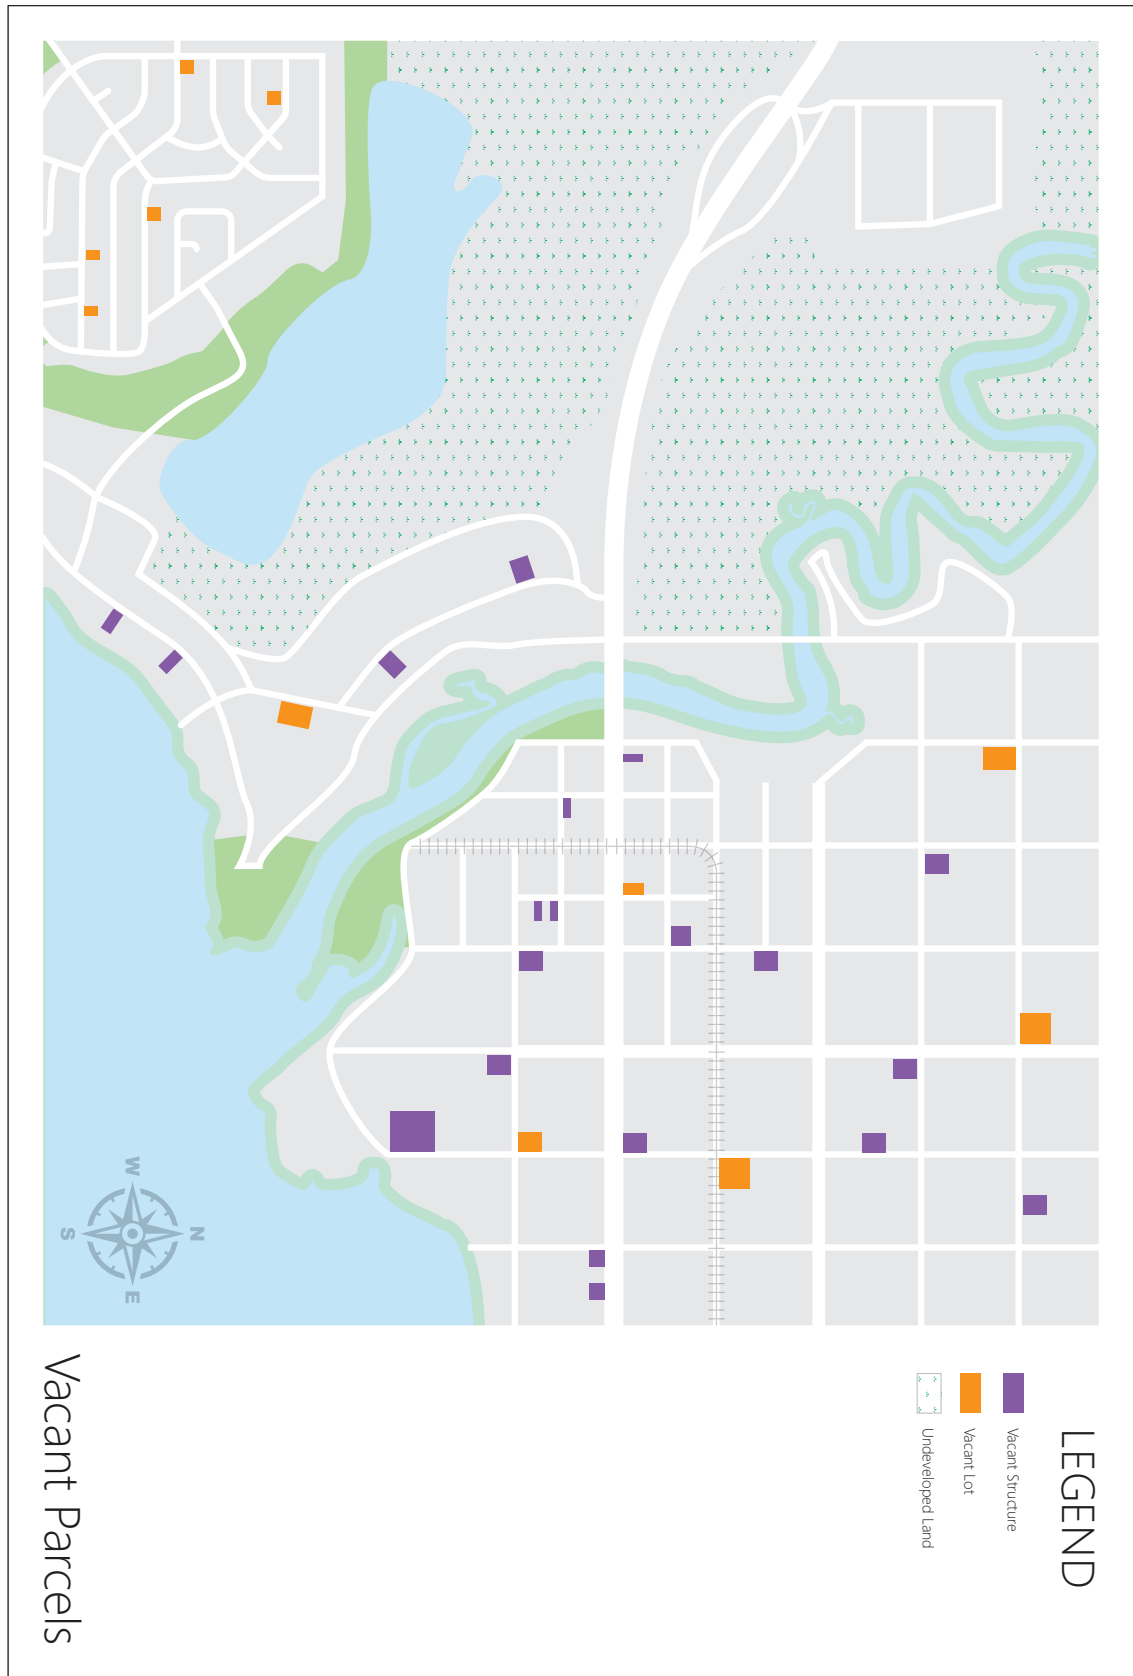 LEGEND
Vacant Structure
Vacant Lot
Undeveloped Land
N
W
E
S
Vacant Parcels